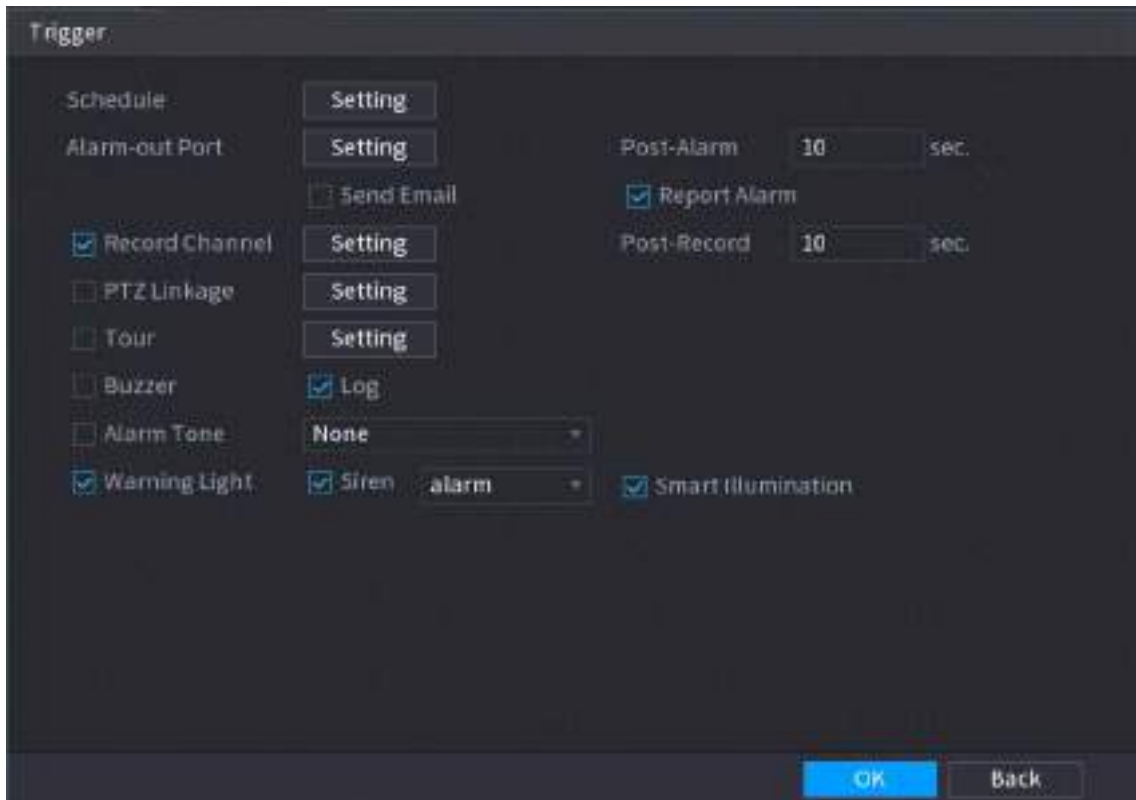 Trigger
Schedule Setting
Alarm-out Port Setting Post-Alarm 10 sec.
Send Email Report Alarm
Record Channel Setting Post-Record 10 sec.
PTZ Linkage Setting
Tour Setting
Buzzer Log
Alarm Tone None
Warning Light Siren alarm Smart Illumination
OK Back